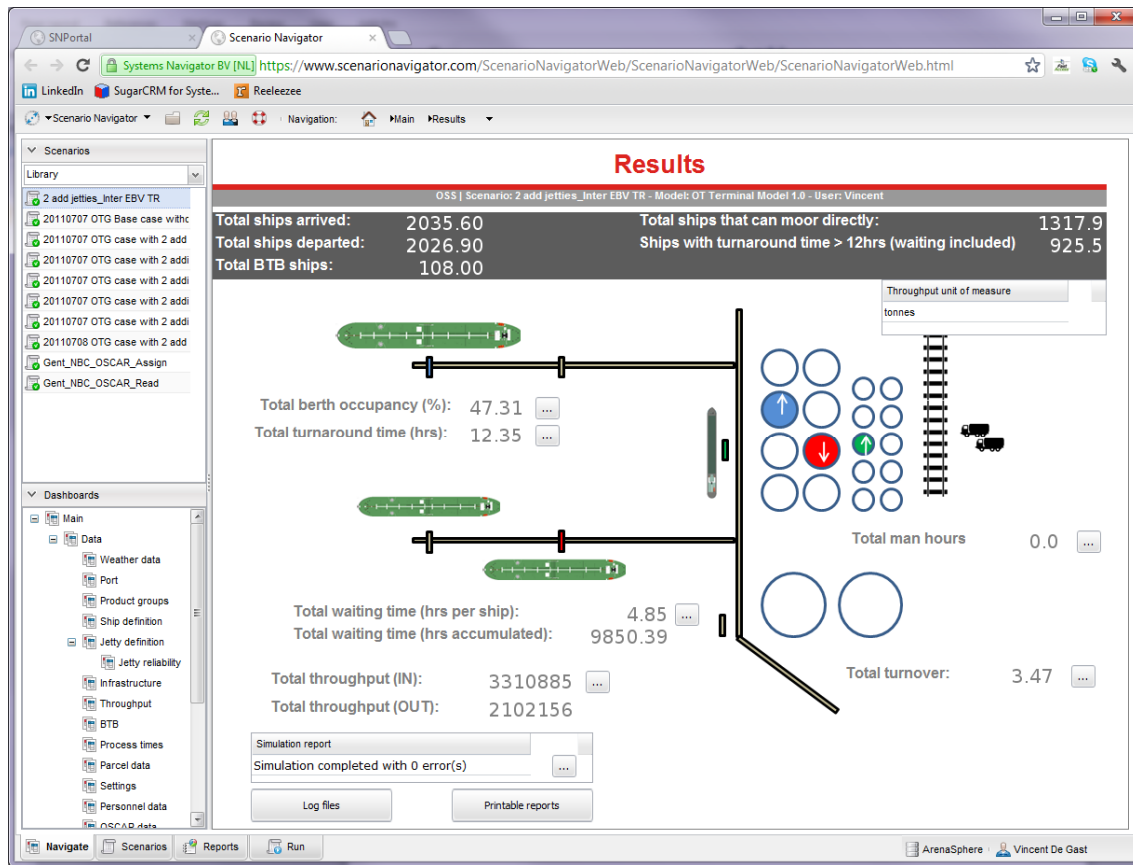 SNPortal
Scenario Navigator
Systems Navigator BV [NL] https://www.scenarionavigator.com/ScenarioNavigatorWeb/ScenarioNavigatorWeb/ScenarioNavigatorWeb.html
LinkedIn SugarCRM for Syste... Reeleezee
Scenario Navigator Navigation: Main Results
Scenarios
Library
2 add jetties_Inter EBV TR
20110707 OTG Base case withc
20110707 OTG case with 2 add
20110707 OTG case with 2 addi
20110707 OTG case with 2 addi
20110707 OTG case with 2 addi
20110707 OTG case with 2 addi
20110708 OTG case with 2 add
Gent_NBC_OSCAR_Assign
Gent_NBC_OSCAR_Read
Dashboards
Main
Data
Weather data
Port
Product groups
Ship definition
Jetty definition
Jetty reliability
Infrastructure
Throughput
BTB
Process times
Parcel data
Settings
Personnel data
OSCAR data
Results
OSS | Scenario: 2 add jetties_Inter EBV TR - Model: OT Terminal Model 1.0 - User: Vincent
Total ships arrived: 2035.60 Total ships that can moor directly: 1317.9
Total ships departed: 2026.90 Ships with turnaround time > 12hrs (waiting included) 925.5
Total BTB ships: 108.00
Throughput unit of measure
tonnes
Total berth occupancy (%): 47.31 ...
Total turnaround time (hrs): 12.35 ...
Total man hours 0.0 ...
Total waiting time (hrs per ship): 4.85 ...
Total waiting time (hrs accumulated): 9850.39
Total throughput (IN): 3310885 ...
Total turnover: 3.47 ...
Total throughput (OUT): 2102156
Simulation report
Simulation completed with 0 error(s) ...
Log files Printable reports
Navigate Scenarios Reports Run ArenaSphere Vincent De Gast